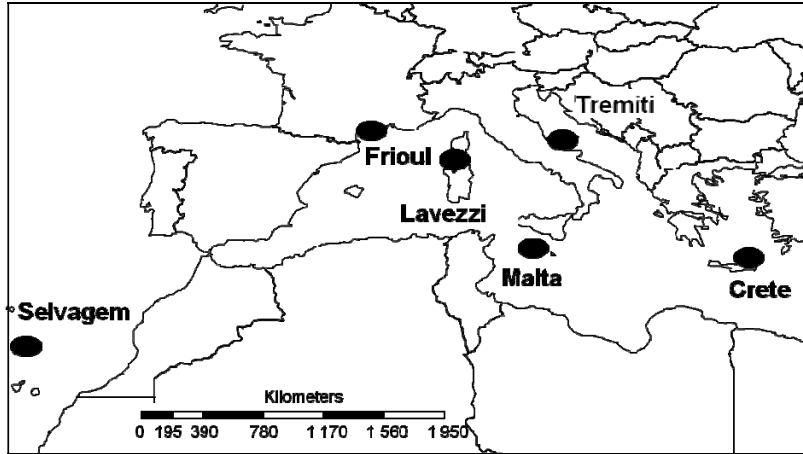 Tremiti
Frioul
Lavezzi
Malta
Crete
Selvagem
Kilometers
0 195 390 780 1 170 1 560 1 950